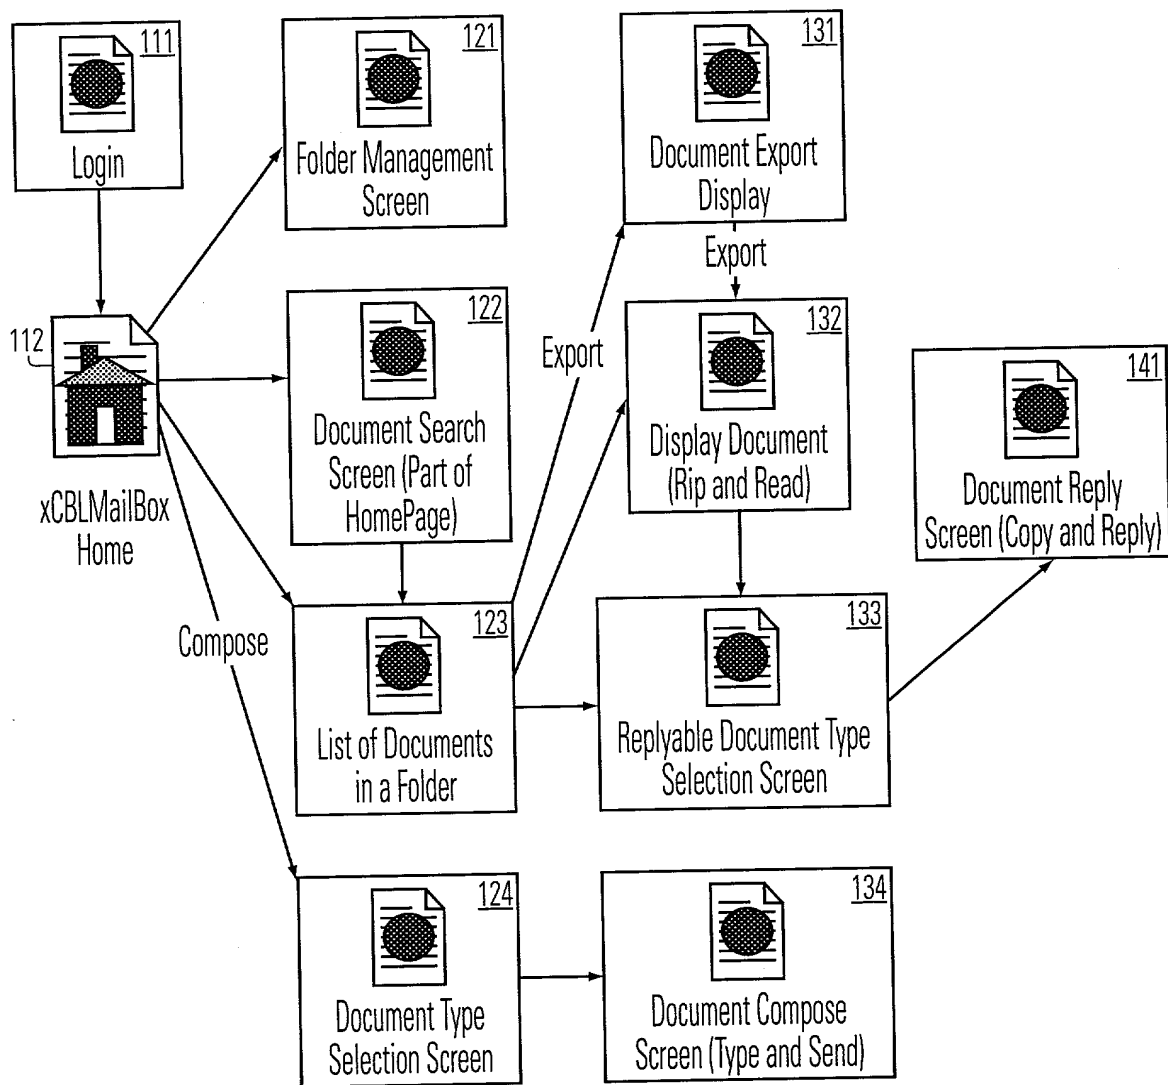 111
Login
121
Folder Management
Screen
131
Document Export
Display
Export
112
xCBLMailBox
Home
122
Document Search
Screen (Part of
HomePage)
Export
132
Display Document
(Rip and Read)
141
Document Reply
Screen (Copy and Reply)
Compose
123
List of Documents
in a Folder
133
Replyable Document Type
Selection Screen
124
Document Type
Selection Screen
134
Document Compose
Screen (Type and Send)